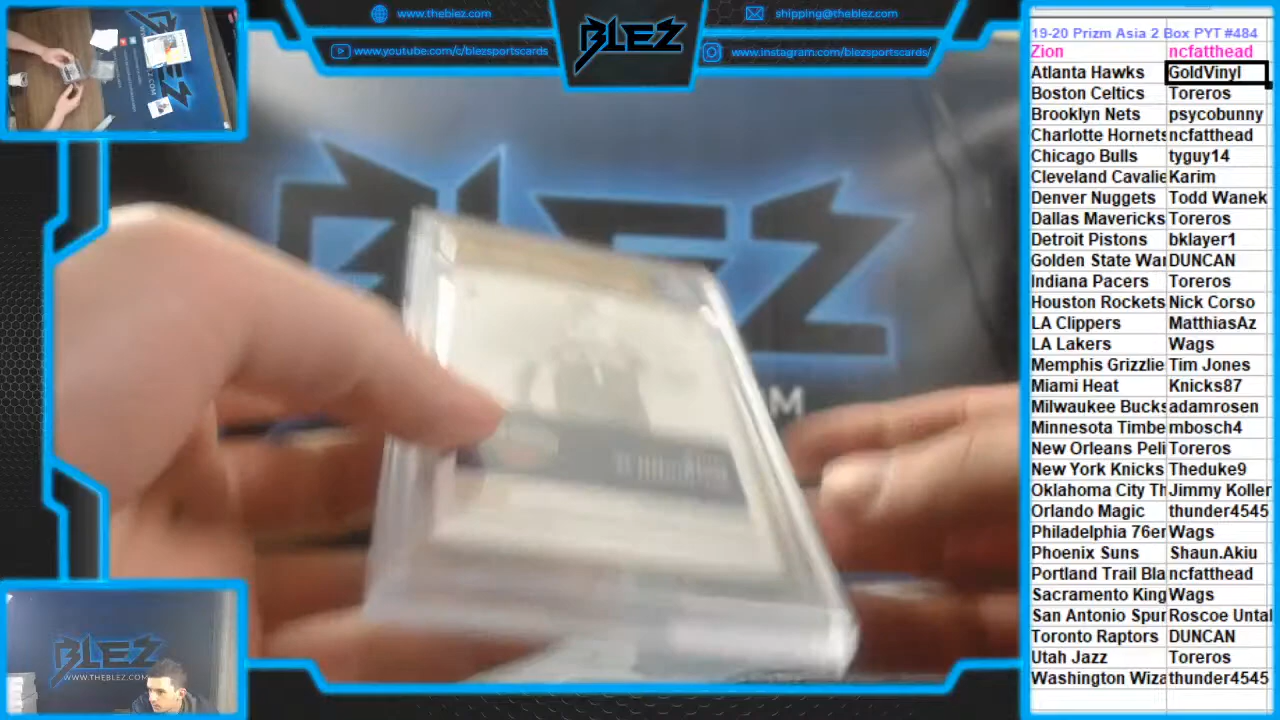 www.theblez.com
www.youtube.com/c/blezsportscards
BLEZ
shipping@theblez.com
www.instagram.com/blezsportscards/
19-20 Prizm Asia 2 Box PYT #484
Zion ncfatthead
Atlanta Hawks GoldVinyl
Boston Celtics Toreros
Brooklyn Nets psycobunny
Charlotte Hornets ncfatthead
Chicago Bulls tyguy14
Cleveland Cavalie Karim
Denver Nuggets Todd Wanek
Dallas Mavericks Toreros
Detroit Pistons bklayer1
Golden State War DUNCAN
Indiana Pacers Toreros
Houston Rockets Nick Corso
LA Clippers MatthiasAz
LA Lakers Wags
Memphis Grizzlie Tim Jones
Miami Heat Knicks87
Milwaukee Bucks adamrosen
Minnesota Timbe mbosch4
New Orleans Peli Toreros
New York Knicks Theduke9
Oklahoma City Th Jimmy Koller
Orlando Magic thunder4545
Philadelphia 76er Wags
Phoenix Suns Shaun.Akiu
Portland Trail Bla ncfatthead
Sacramento King Wags
San Antonio Spur Roscoe Untal
Toronto Raptors DUNCAN
Utah Jazz Toreros
Washington Wiza thunder4545
BLEZ
BLEZ
WWW.THEBLEZ.COM